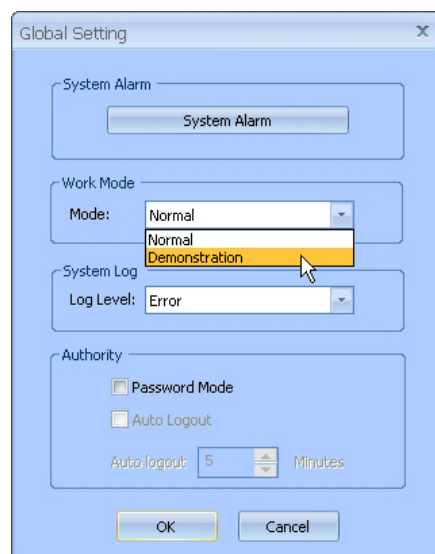 Global Setting
System Alarm
System Alarm
Work Mode
Mode: Normal
Normal
Demonstration
System Log
Log Level: Error
Authority
Password Mode
Auto Logout
Auto logout 5 Minutes
OK Cancel